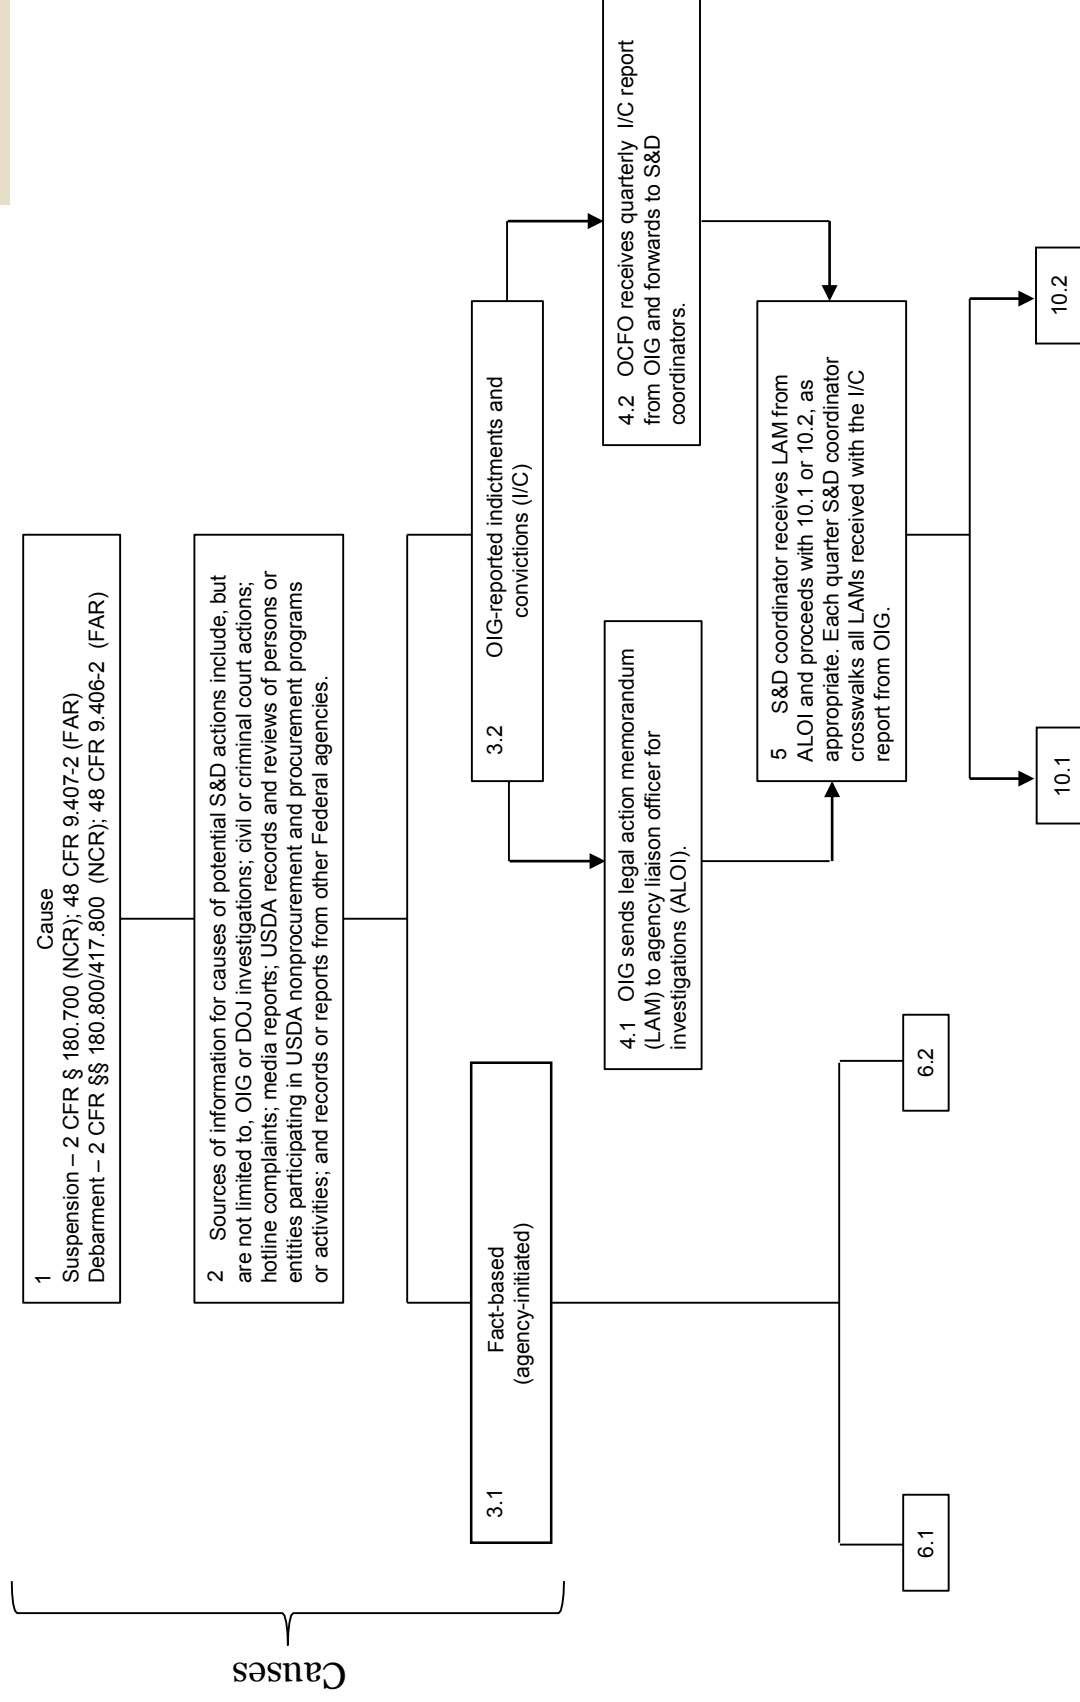 Causes
1 Cause
Suspension – 2 CFR § 180.700 (NCR); 48 CFR 9.407-2 (FAR)
Debarment – 2 CFR §§ 180.800/417.800 (NCR); 48 CFR 9.406-2 (FAR)
2 Sources of information for causes of potential S&D actions include, but
are not limited to, OIG or DOJ investigations; civil or criminal court actions;
hotline complaints; media reports; USDA records and reviews of persons or
entities participating in USDA nonprocurement and procurement programs
or activities; and records or reports from other Federal agencies.
3.1 Fact-based
(agency-initiated)
3.2 OIG-reported indictments and
convictions (I/C)
4.1 OIG sends legal action memorandum
(LAM) to agency liaison officer for
investigations (ALOI).
4.2 OCFO receives quarterly I/C report
from OIG and forwards to S&D
coordinators.
5 S&D coordinator receives LAM from
ALOI and proceeds with 10.1 or 10.2, as
appropriate. Each quarter S&D coordinator
crosswalks all LAMs received with the I/C
report from OIG.
6.1
6.2
10.1
10.2